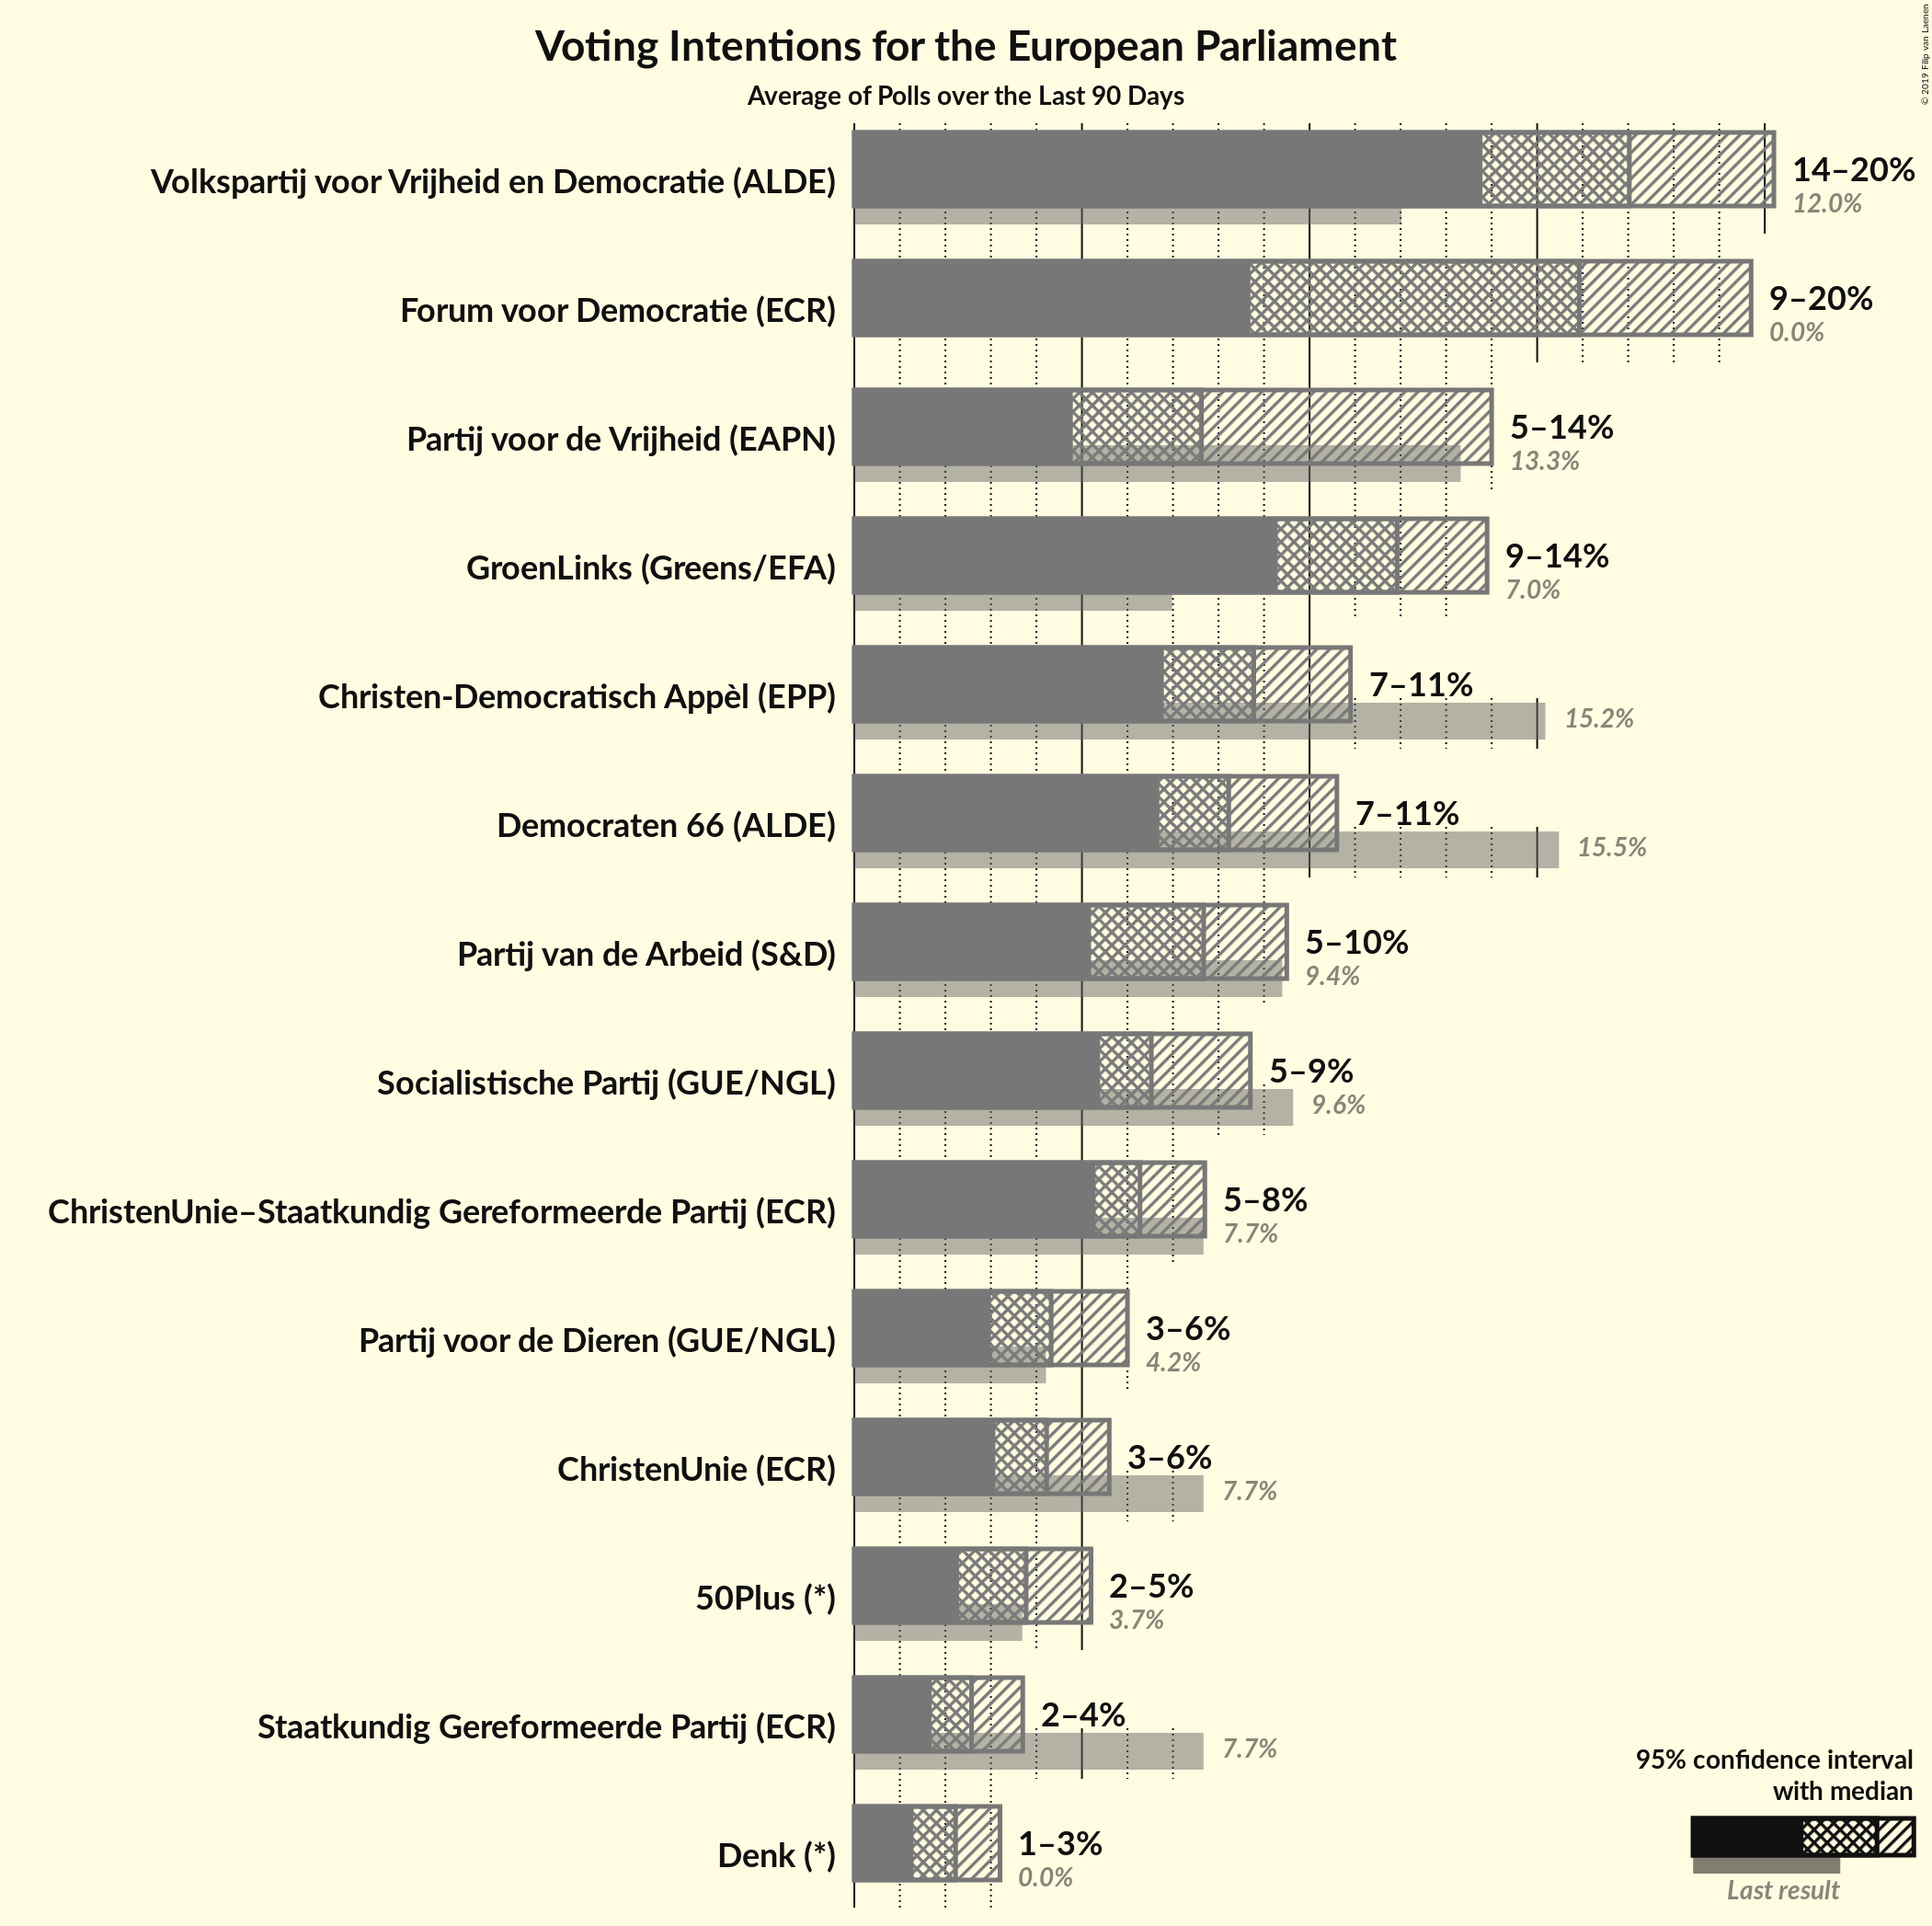 Voting Intentions for the European Parliament
Average of Polls over the Last 90 Days
© 2019 Filip van Laenen
Volkspartij voor Vrijheid en Democratie (ALDE)
14–20%
12.0%
Forum voor Democratie (ECR)
9–20%
0.0%
Partij voor de Vrijheid (EAPN)
5–14%
13.3%
GroenLinks (Greens/EFA)
9–14%
7.0%
Christen-Democratisch Appèl (EPP)
7–11%
15.2%
Democraten 66 (ALDE)
7–11%
15.5%
Partij van de Arbeid (S&D)
5–10%
9.4%
Socialistische Partij (GUE/NGL)
5–9%
9.6%
ChristenUnie–Staatkundig Gereformeerde Partij (ECR)
5–8%
7.7%
Partij voor de Dieren (GUE/NGL)
3–6%
4.2%
ChristenUnie (ECR)
3–6%
7.7%
50Plus (*)
2–5%
3.7%
Staatkundig Gereformeerde Partij (ECR)
2–4%
7.7%
Denk (*)
1–3%
0.0%
95% confidence interval
with median
Last result